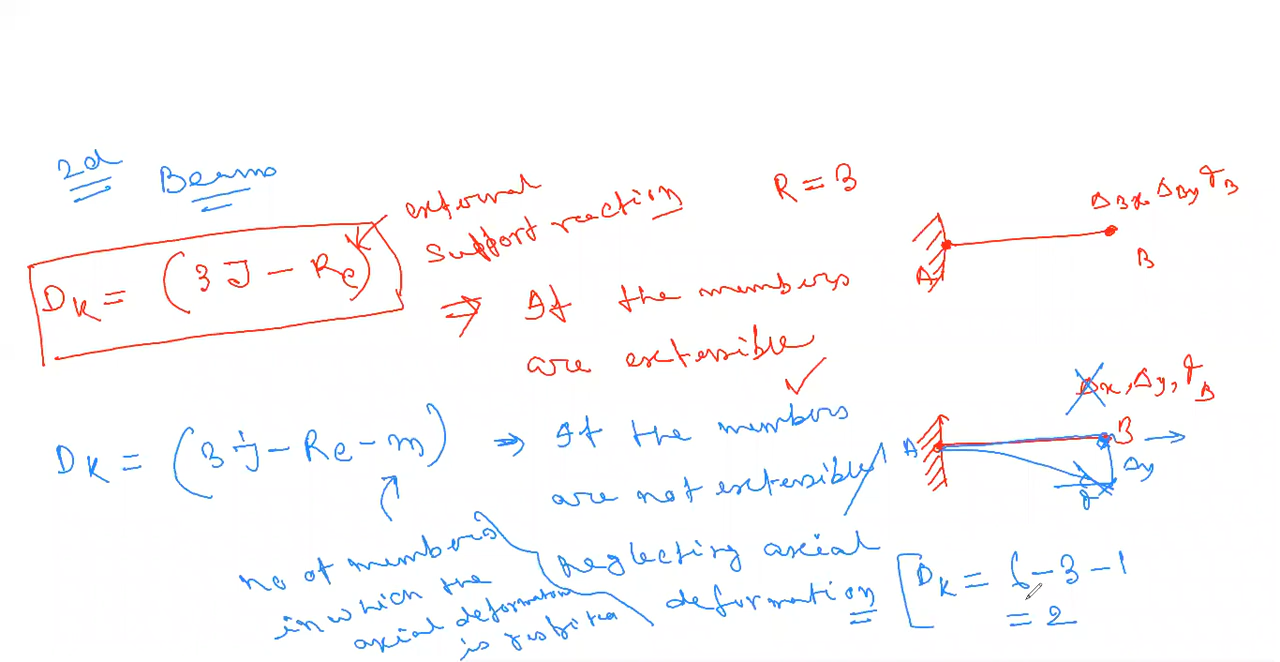 2d Beams
DK = (3J - Re)
external
support reaction
R = 3
ΔBx, ΔBy, θB
A
B
⇒ If the members
are extensible
DK = (3j - Re - m)
⇒ If the members
are not extensible
Δx, Δy, θB
A
B
Δy
θ
no of members
in which the
axial deformation
is
Neglecting axial
deformation
DK = 6 - 3 - 1
= 2